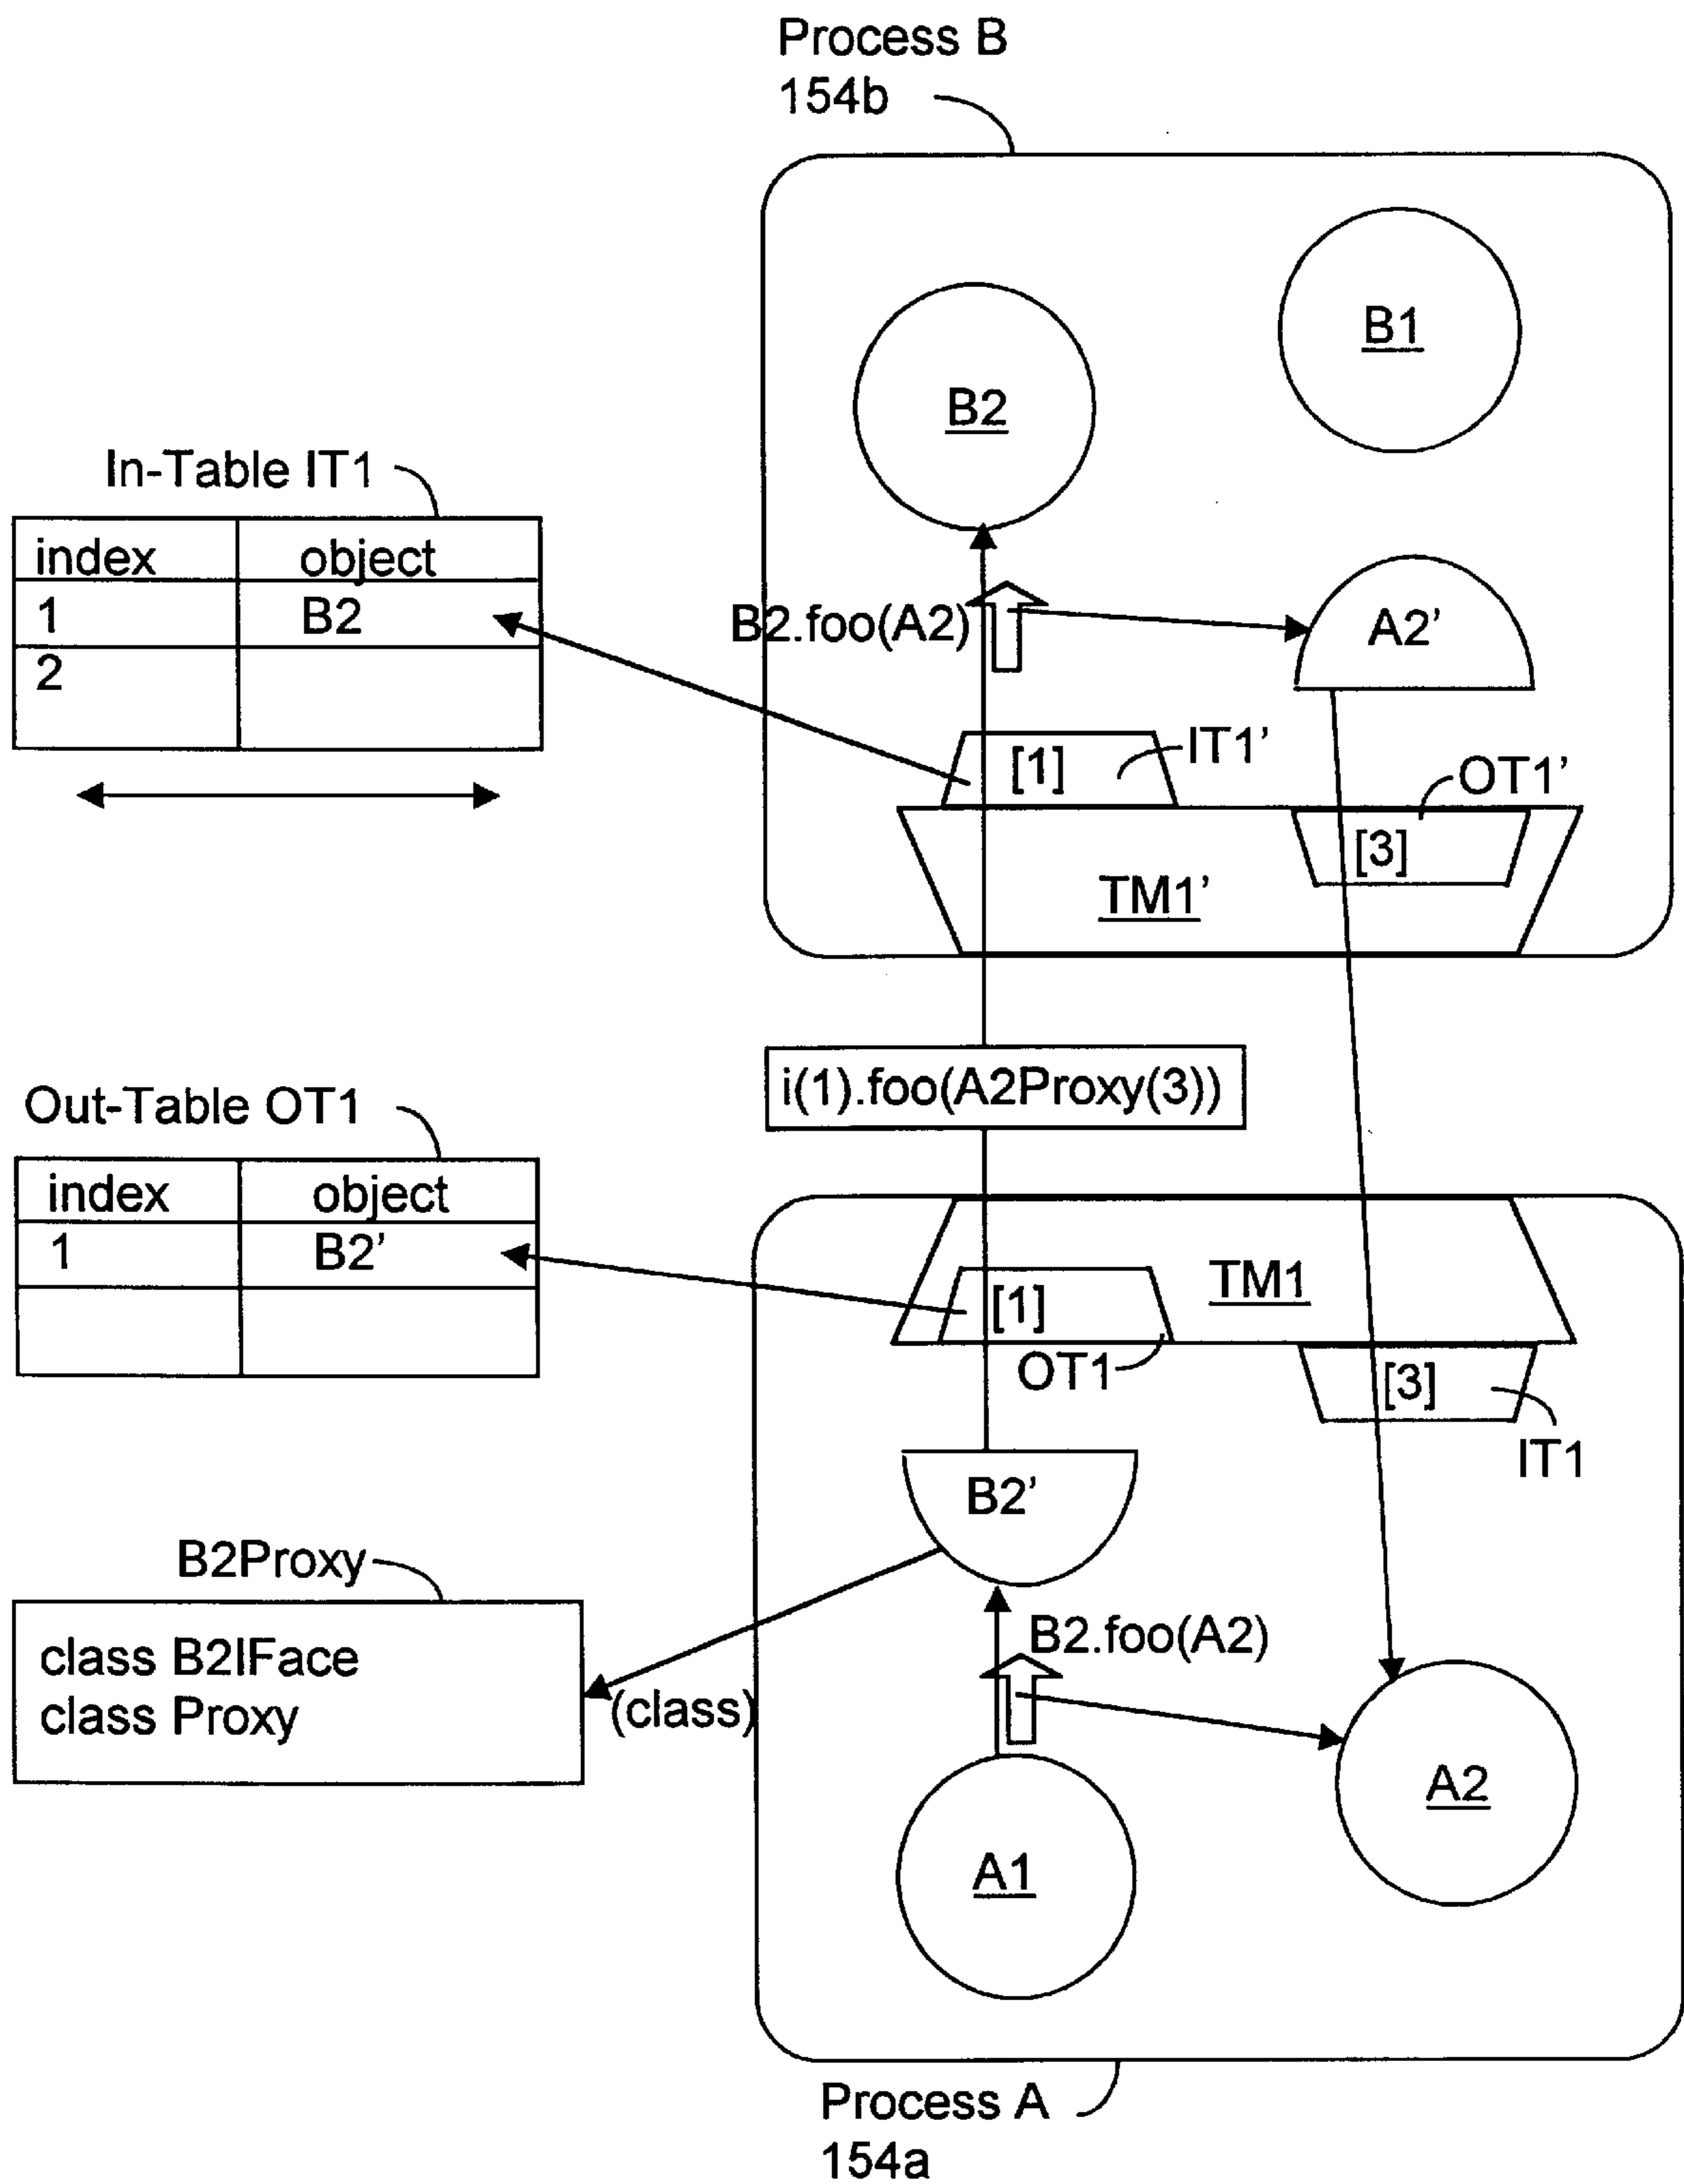 Process B
154b
B1
B2
In-Table IT1
index object
1 B2
2
B2.foo(A2)
A2’
[1]
IT1’
OT1’
[3]
TM1’
i(1).foo(A2Proxy(3))
Out-Table OT1
index object
1 B2’
TM1
[1]
OT1
[3]
IT1
B2’
B2Proxy
class B2IFace
class Proxy
(class)
B2.foo(A2)
A2
A1
Process A
154a